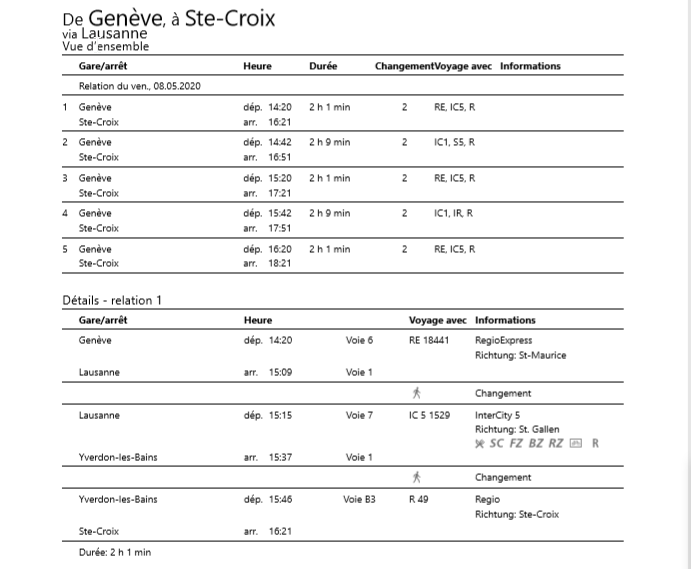 De Genève, à Ste-Croix
via Lausanne
Vue d'ensemble
Gare/arrêt Heure Durée Changement Voyage avec Informations
Relation du ven., 08.05.2020
1 Genève dép. 14:20 2 h 1 min 2 RE, IC5, R
Ste-Croix arr. 16:21
2 Genève dép. 14:42 2 h 9 min 2 IC1, S5, R
Ste-Croix arr. 16:51
3 Genève dép. 15:20 2 h 1 min 2 RE, IC5, R
Ste-Croix arr. 17:21
4 Genève dép. 15:42 2 h 9 min 2 IC1, IR, R
Ste-Croix arr. 17:51
5 Genève dép. 16:20 2 h 1 min 2 RE, IC5, R
Ste-Croix arr. 18:21
Détails - relation 1
Gare/arrêt Heure Voyage avec Informations
Genève dép. 14:20 Voie 6 RE 18441 RegioExpress
Richtung: St-Maurice
Lausanne arr. 15:09 Voie 1
Changement
Lausanne dép. 15:15 Voie 7 IC 5 1529 InterCity 5
Richtung: St. Gallen
SC FZ BZ RZ R
Yverdon-les-Bains arr. 15:37 Voie 1
Changement
Yverdon-les-Bains dép. 15:46 Voie B3 R 49 Regio
Richtung: Ste-Croix
Ste-Croix arr. 16:21
Durée: 2 h 1 min